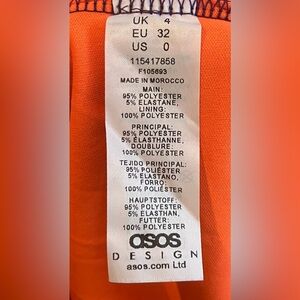 UK 4
EU 32
US 0
115417858
F105693
MADE IN MOROCCO
MAIN:
95% POLYESTER
5% ELASTANE,
LINING:
100% POLYESTER
PRINCIPAL:
95% POLYESTER
5% ÉLASTHANNE,
DOUBLURE:
100% POLYESTER
TEJIDO PRINCIPAL:
95% POLIÉSTER
5% ELASTANO,
FORRO:
100% POLIÉSTER
HAUPTSTOFF:
95% POLYESTER
5% ELASTHAN,
FUTTER:
100% POLYESTER
asos
DESIGN
asos.com Ltd